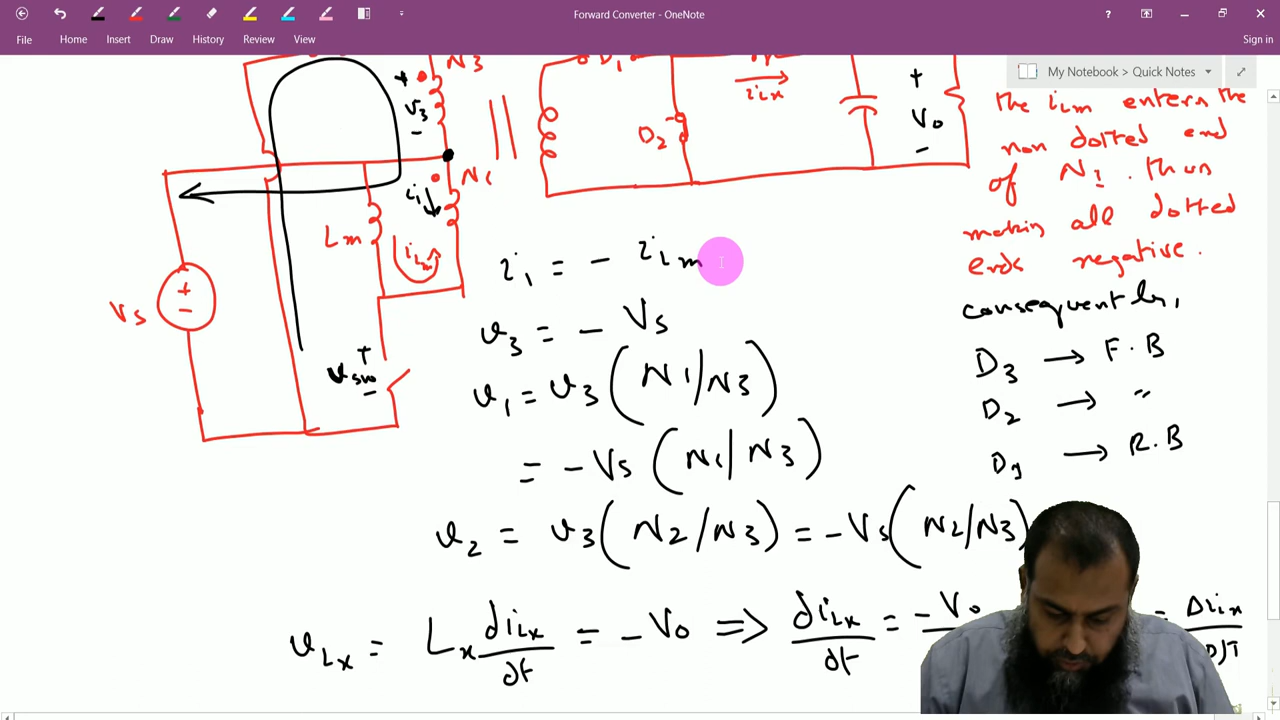 Forward Converter - OneNote
?
File Home Insert Draw History Review View
Sign in
My Notebook > Quick Notes
N3
+
v3
-
D1
iLx
+
Vo
-
D2
N1
i1
Lm
iLm
Vs
+
-
+
vsw
-
the iLm enters the
non dotted end
of N1. thus
making all dotted
ends negative.
consequently,
D3 → F.B
D2 → "
D1 → R.B
i1 = - iLm
v3 = - Vs
v1 = v3 (N1/N3)
= - Vs (N1/N3)
v2 = v3 (N2/N3) = - Vs (N2/N3)
vLx = Lx diLx/dt = - Vo => diLx/dt = - Vo = ΔiLx